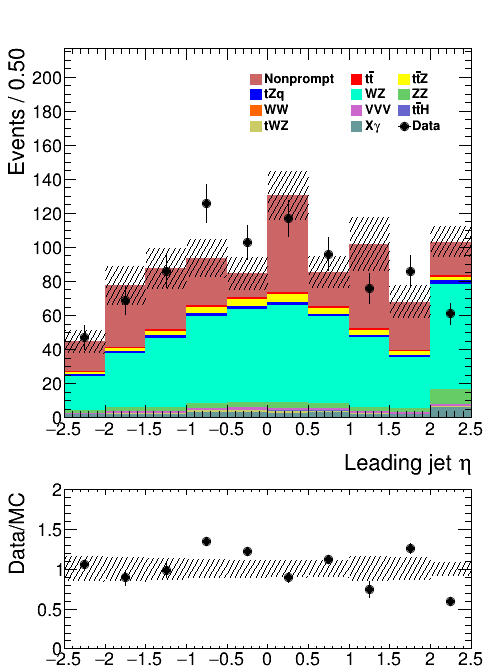 Events / 0.50
200
180
160
140
120
100
80
60
40
20
0
Nonprompt tt̄ tt̄Z
tZq WZ ZZ
WW VVV tt̄H
tWZ Xγ Data
−2.5 −2 −1.5 −1 −0.5 0 0.5 1 1.5 2 2.5
Leading jet η
Data/MC
2
1.5
1
0.5
0
−2.5 −2 −1.5 −1 −0.5 0 0.5 1 1.5 2 2.5